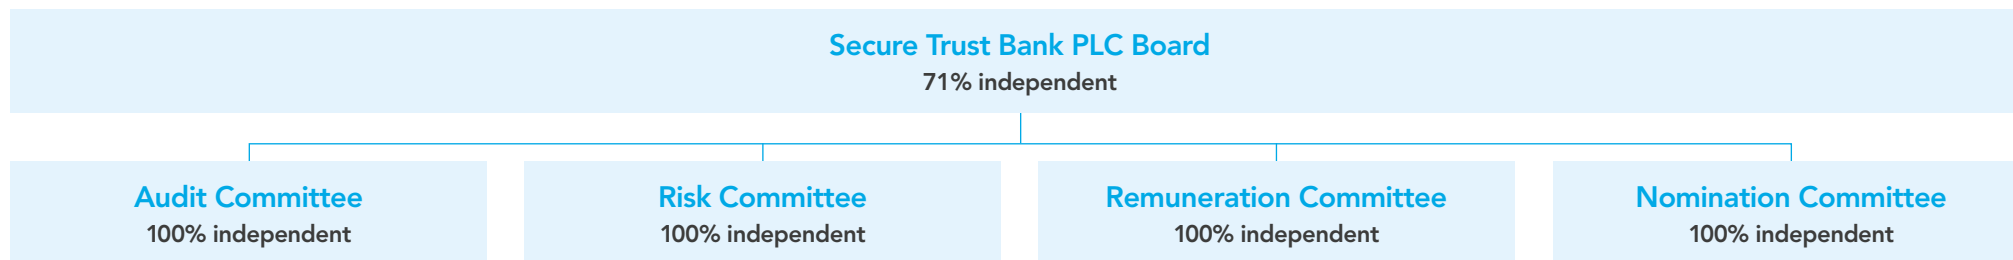 Secure Trust Bank PLC Board
71% independent
Audit Committee
100% independent
Risk Committee
100% independent
Remuneration Committee
100% independent
Nomination Committee
100% independent